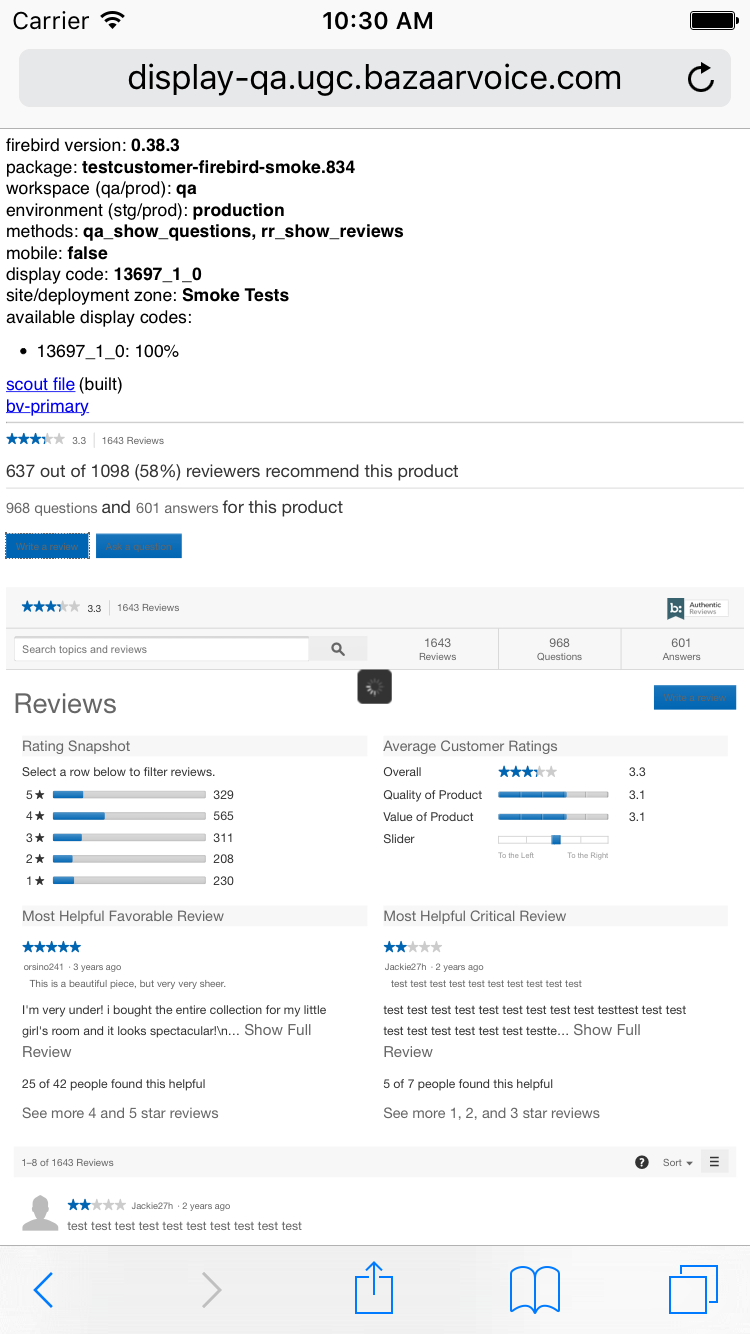 Carrier 10:30 AM
display-qa.ugc.bazaarvoice.com
firebird version: 0.38.3
package: testcustomer-firebird-smoke.834
workspace (qa/prod): qa
environment (stg/prod): production
methods: qa_show_questions, rr_show_reviews
mobile: false
display code: 13697_1_0
site/deployment zone: Smoke Tests
available display codes:
• 13697_1_0: 100%
scout file (built)
bv-primary
3.3 1643 Reviews
637 out of 1098 (58%) reviewers recommend this product
968 questions and 601 answers for this product
Write a review Ask a question
3.3 1643 Reviews b: Authentic Reviews
Search topics and reviews
1643 Reviews
968 Questions
601 Answers
Reviews
Write a review
Rating Snapshot
Select a row below to filter reviews.
5★ 329
4★ 565
3★ 311
2★ 208
1★ 230
Average Customer Ratings
Overall 3.3
Quality of Product 3.1
Value of Product 3.1
Slider
To the Left To the Right
Most Helpful Favorable Review
orsino241 · 3 years ago
This is a beautiful piece, but very very sheer.
I'm very under! i bought the entire collection for my little
girl's room and it looks spectacular!\n... Show Full
Review
25 of 42 people found this helpful
See more 4 and 5 star reviews
Most Helpful Critical Review
Jackie27h · 2 years ago
test test test test test test test test test test
test test test test test test test test test testtest test test
test test test test test test testte... Show Full
Review
5 of 7 people found this helpful
See more 1, 2, and 3 star reviews
1–8 of 1643 Reviews ? Sort
Jackie27h · 2 years ago
test test test test test test test test test test